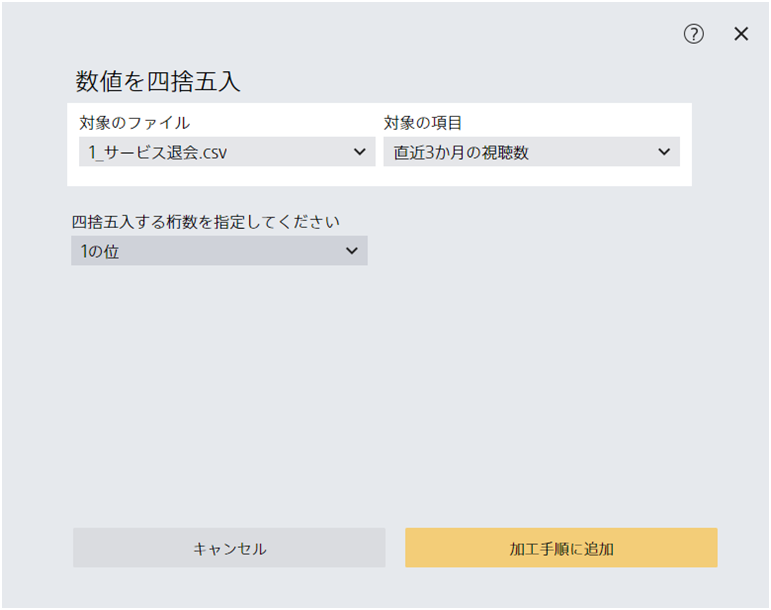 ?
数値を四捨五入
対象のファイル 対象の項目
1_サービス退会.csv 直近3か月の視聴数
四捨五入する桁数を指定してください
1の位
キャンセル 加工手順に追加